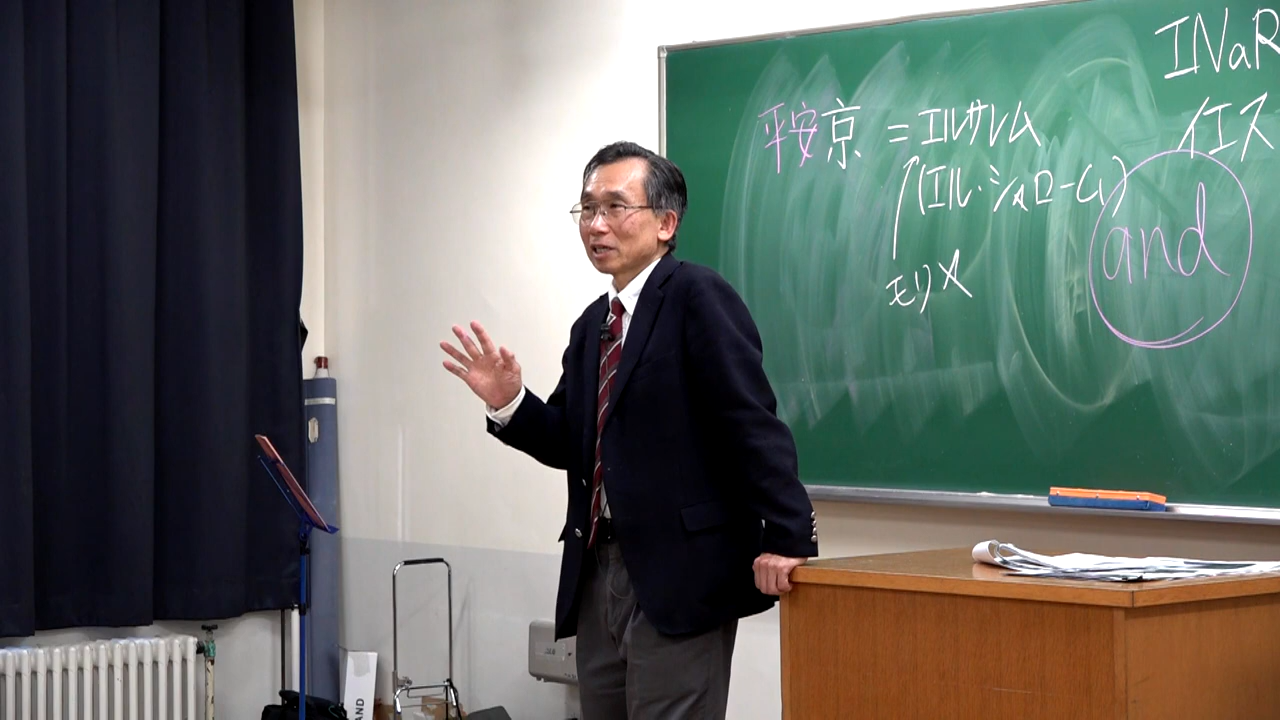 INaR
イエス
平安京 = エルサレム
(エル・シャローム)
モリヤ
and
AND